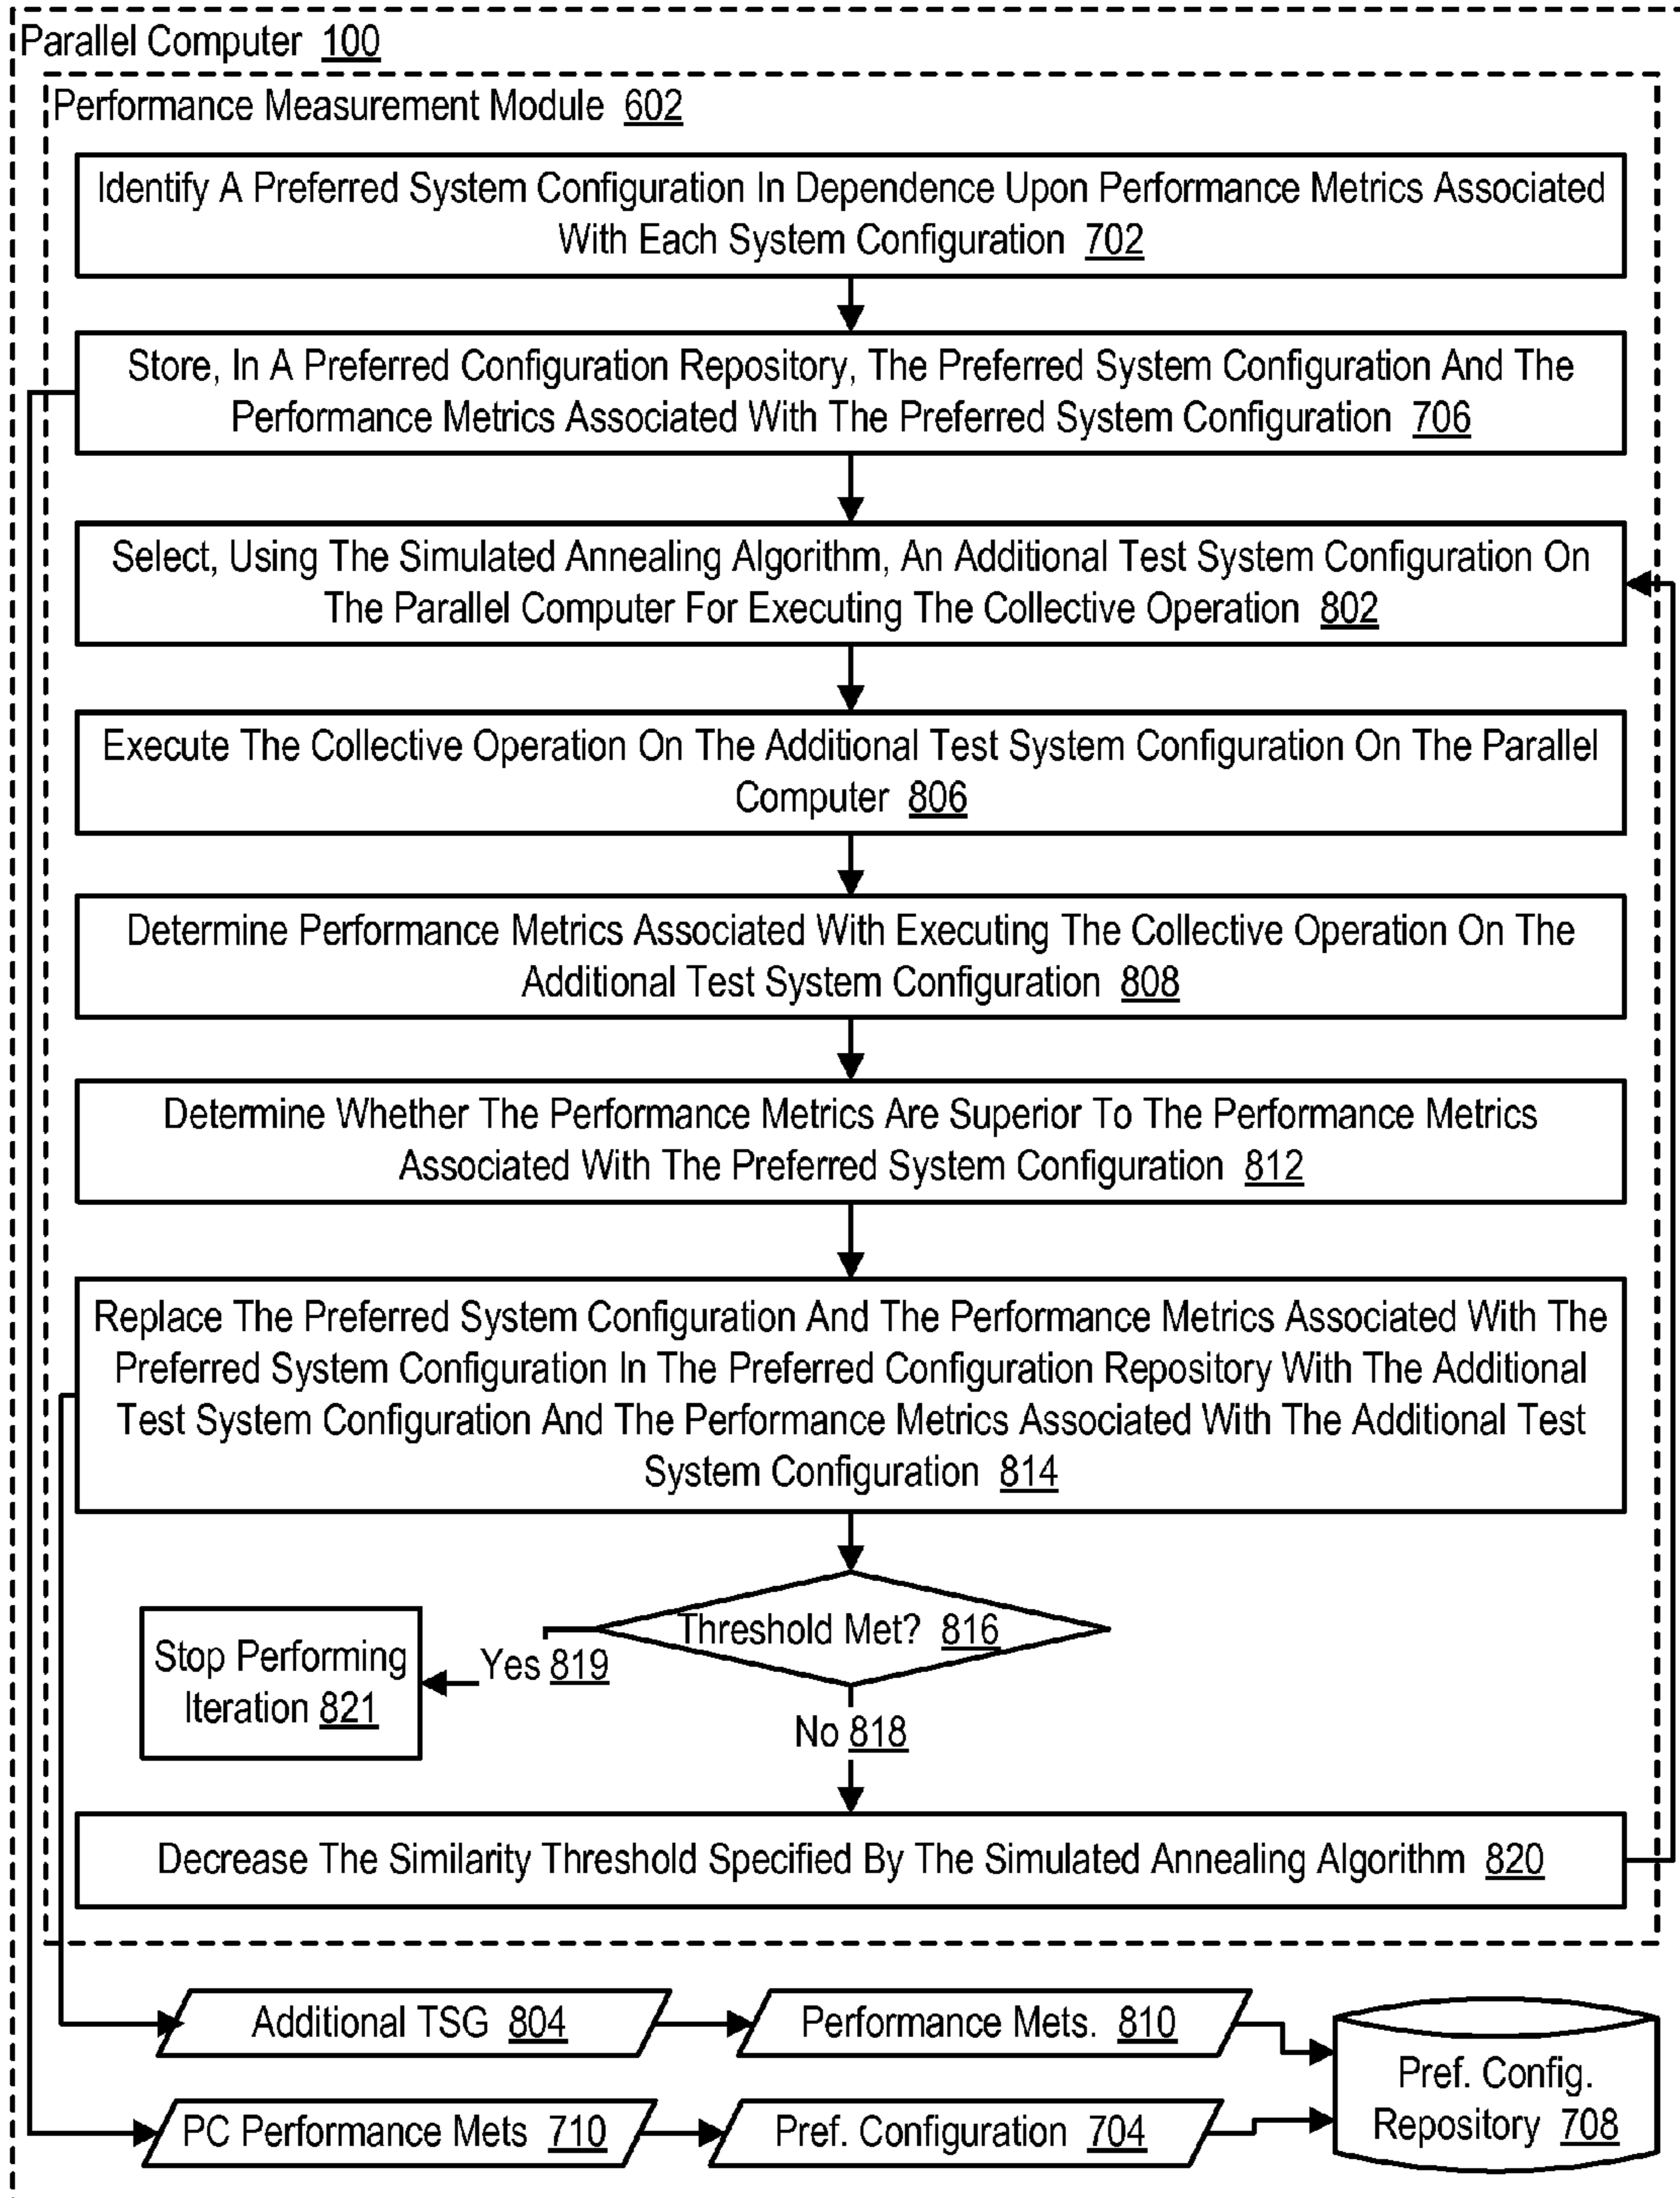 Parallel Computer 100
Performance Measurement Module 602
Identify A Preferred System Configuration In Dependence Upon Performance Metrics Associated
With Each System Configuration 702
Store, In A Preferred Configuration Repository, The Preferred System Configuration And The
Performance Metrics Associated With The Preferred System Configuration 706
Select, Using The Simulated Annealing Algorithm, An Additional Test System Configuration On
The Parallel Computer For Executing The Collective Operation 802
Execute The Collective Operation On The Additional Test System Configuration On The Parallel
Computer 806
Determine Performance Metrics Associated With Executing The Collective Operation On The
Additional Test System Configuration 808
Determine Whether The Performance Metrics Are Superior To The Performance Metrics
Associated With The Preferred System Configuration 812
Replace The Preferred System Configuration And The Performance Metrics Associated With The
Preferred System Configuration In The Preferred Configuration Repository With The Additional
Test System Configuration And The Performance Metrics Associated With The Additional Test
System Configuration 814
Threshold Met? 816
Yes 819
Stop Performing
Iteration 821
No 818
Decrease The Similarity Threshold Specified By The Simulated Annealing Algorithm 820
Additional TSG 804
Performance Mets. 810
PC Performance Mets 710
Pref. Configuration 704
Pref. Config.
Repository 708